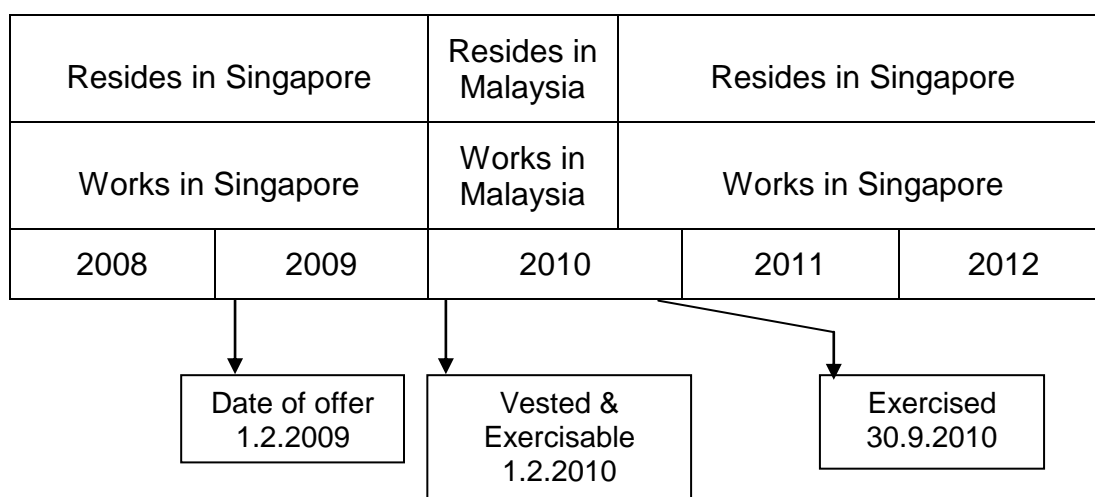 Resides in Singapore
Resides in
Malaysia
Resides in Singapore
Works in Singapore
Works in
Malaysia
Works in Singapore
2008
2009
2010
2011
2012
Date of offer
1.2.2009
Vested &
Exercisable
1.2.2010
Exercised
30.9.2010